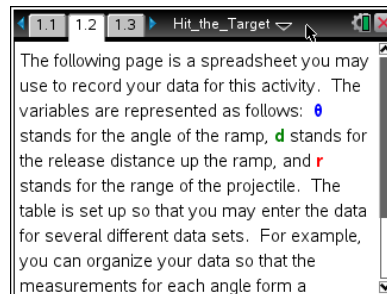 1.1 1.2 1.3 Hit_the_Target
The following page is a spreadsheet you may
use to record your data for this activity. The
variables are represented as follows: θ
stands for the angle of the ramp, d stands for
the release distance up the ramp, and r
stands for the range of the projectile. The
table is set up so that you may enter the data
for several different data sets. For example,
you can organize your data so that the
measurements for each angle form a